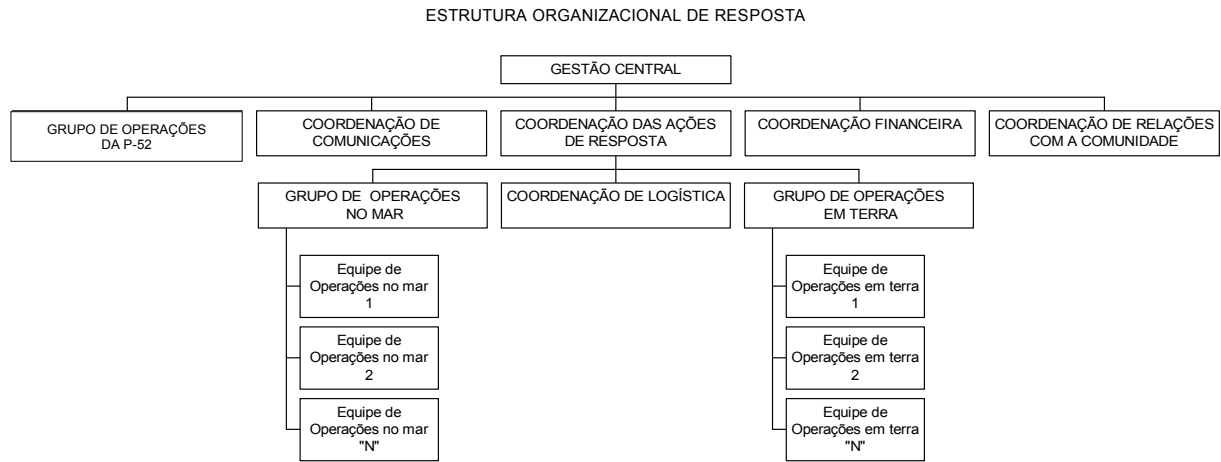 ESTRUTURA ORGANIZACIONAL DE RESPOSTA
GESTÃO CENTRAL
GRUPO DE OPERAÇÕES
DA P-52
COORDENAÇÃO DE
COMUNICAÇÕES
COORDENAÇÃO DAS AÇÕES
DE RESPOSTA
COORDENAÇÃO FINANCEIRA
COORDENAÇÃO DE RELAÇÕES
COM A COMUNIDADE
GRUPO DE OPERAÇÕES
NO MAR
COORDENAÇÃO DE LOGÍSTICA
GRUPO DE OPERAÇÕES
EM TERRA
Equipe de
Operações no mar
1
Equipe de
Operações no mar
2
Equipe de
Operações no mar
"N"
Equipe de
Operações em terra
1
Equipe de
Operações em terra
2
Equipe de
Operações em terra
"N"